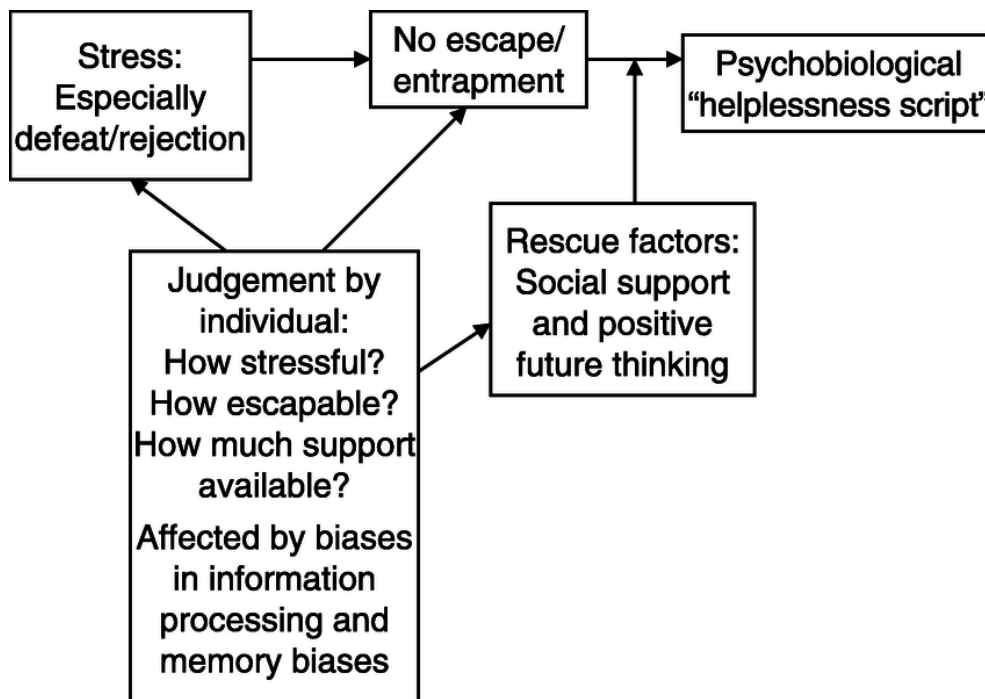 Stress:
Especially
defeat/rejection
No escape/
entrapment
Psychobiological
“helplessness script”
Rescue factors:
Social support
and positive
future thinking
Judgement by
individual:
How stressful?
How escapable?
How much support
available?
Affected by biases
in information
processing and
memory biases